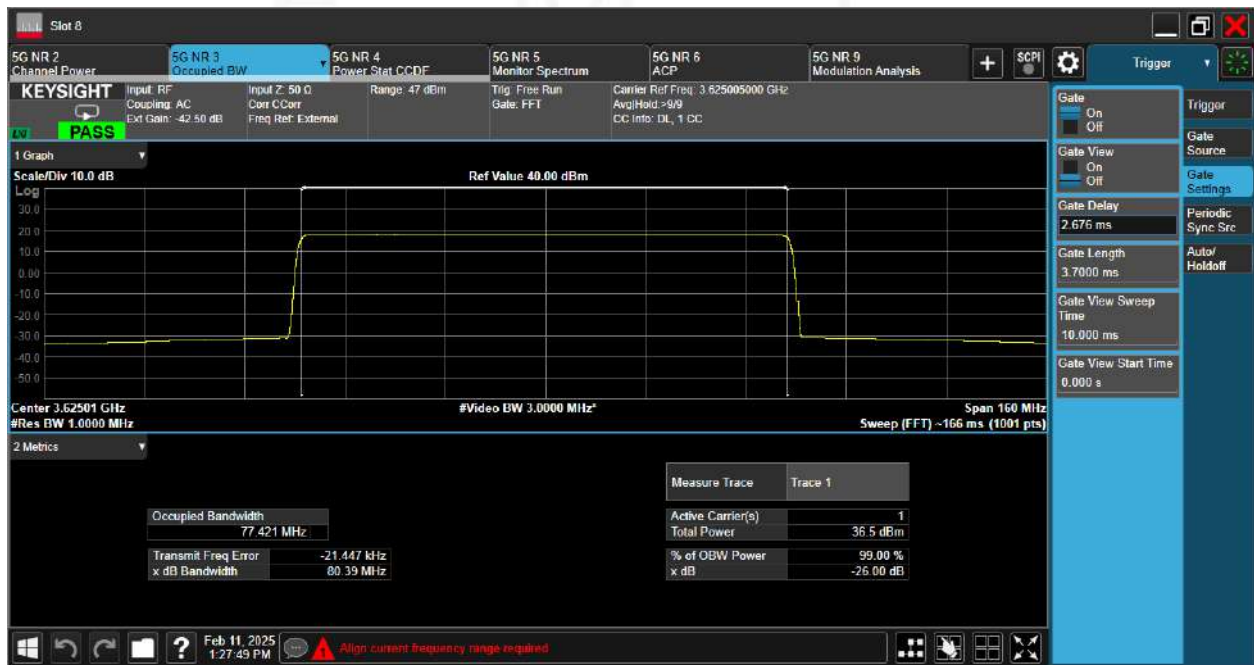 Slot 8
5G NR 2
Channel Power
5G NR 3
Occupied BW
5G NR 4
Power Stat CCDF
5G NR 5
Monitor Spectrum
5G NR 6
ACP
5G NR 9
Modulation Analysis
SCPI
Trigger
KEYSIGHT
LXI
PASS
Input: RF
Coupling: AC
Ext Gain: -42.50 dB
Input Z: 50 Ω
Corr CCorr
Freq Ref: External
Range: 47 dBm
Trig: Free Run
Gate: FFT
Carrier Ref Freq: 3.625005000 GHz
Avg|Hold:>9/9
CC Info: DL, 1 CC
1 Graph
Scale/Div 10.0 dB
Ref Value 40.00 dBm
Log
30.0
20.0
10.0
0.00
-10.0
-20.0
-30.0
-40.0
-50.0
Center 3.62501 GHz
#Video BW 3.0000 MHz*
Span 160 MHz
#Res BW 1.0000 MHz
Sweep (FFT) ~166 ms (1001 pts)
2 Metrics
Measure Trace Trace 1
Occupied Bandwidth
77.421 MHz
Active Carrier(s) 1
Total Power 36.5 dBm
Transmit Freq Error -21.447 kHz
x dB Bandwidth 80.39 MHz
% of OBW Power 99.00 %
x dB -26.00 dB
Gate
On
Off
Gate View
On
Off
Gate Delay
2.676 ms
Gate Length
3.7000 ms
Gate View Sweep
Time
10.000 ms
Gate View Start Time
0.000 s
Trigger
Gate
Source
Gate
Settings
Periodic
Sync Src
Auto/
Holdoff
?
Feb 11, 2025
1:27:49 PM
Align current frequency range required